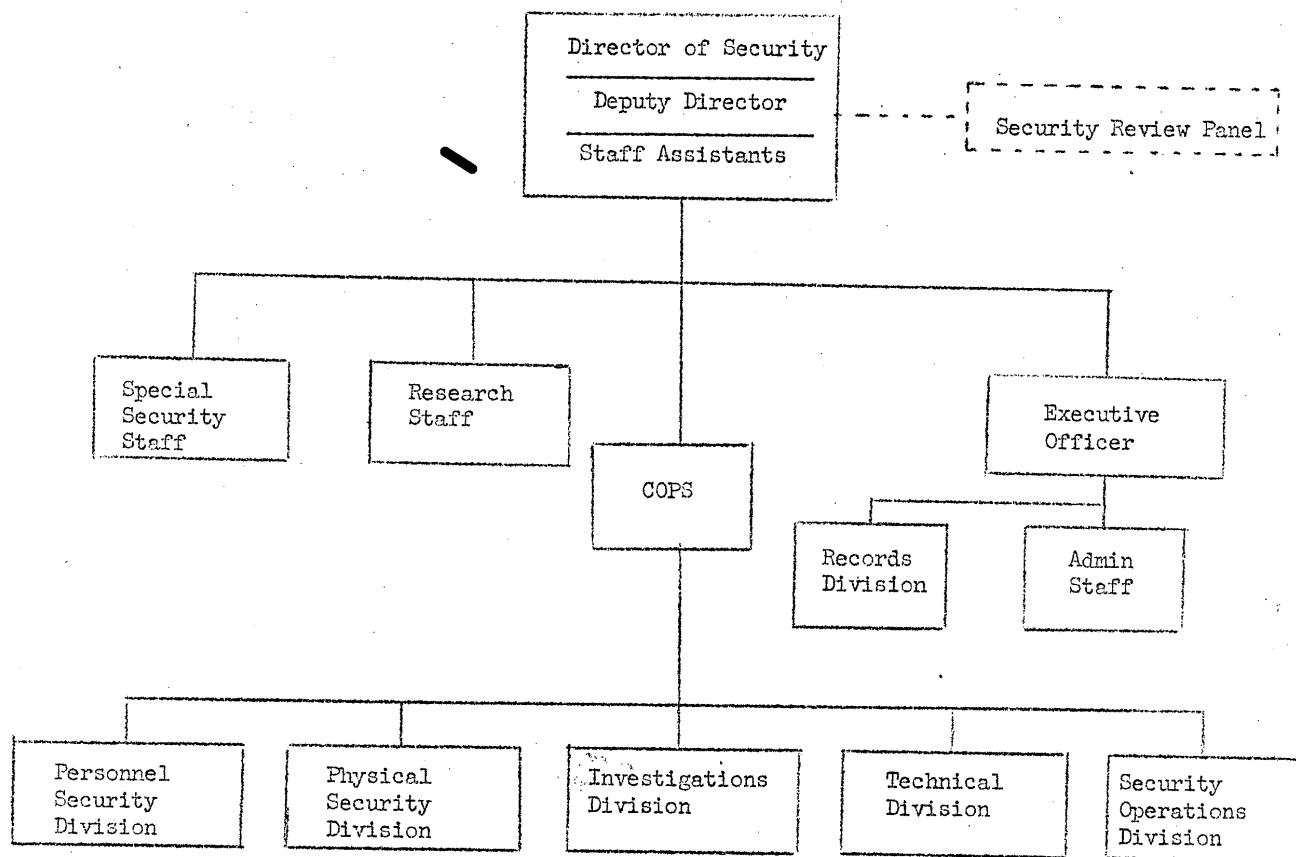 Director of Security
Deputy Director
Staff Assistants
Security Review Panel
Special
Security
Staff
Research
Staff
Executive
Officer
COPS
Records
Division
Admin
Staff
Personnel
Security
Division
Physical
Security
Division
Investigations
Division
Technical
Division
Security
Operations
Division